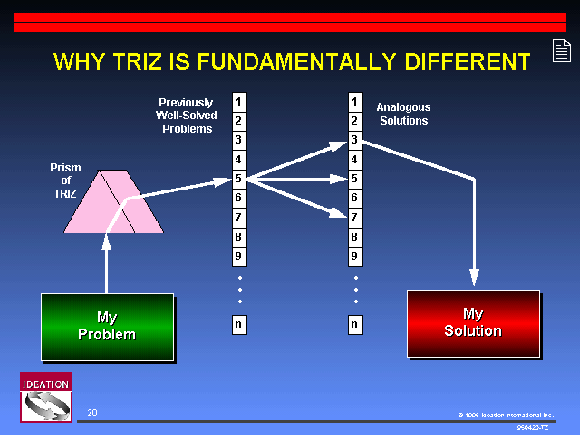 WHY TRIZ IS FUNDAMENTALLY DIFFERENT
Previously
Well-Solved
Problems
1
2
3
4
5
6
7
8
9
n
1
2
3
4
5
6
7
8
9
n
Analogous
Solutions
Prism
of
TRIZ
My
Problem
My
Solution
IDEATION
20
International Inc.